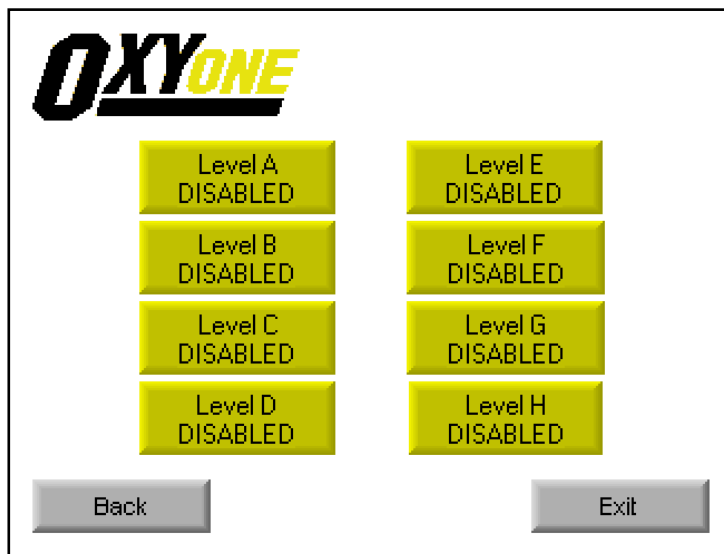 OXYONE
Level A
DISABLED
Level E
DISABLED
Level B
DISABLED
Level F
DISABLED
Level C
DISABLED
Level G
DISABLED
Level D
DISABLED
Level H
DISABLED
Back
Exit